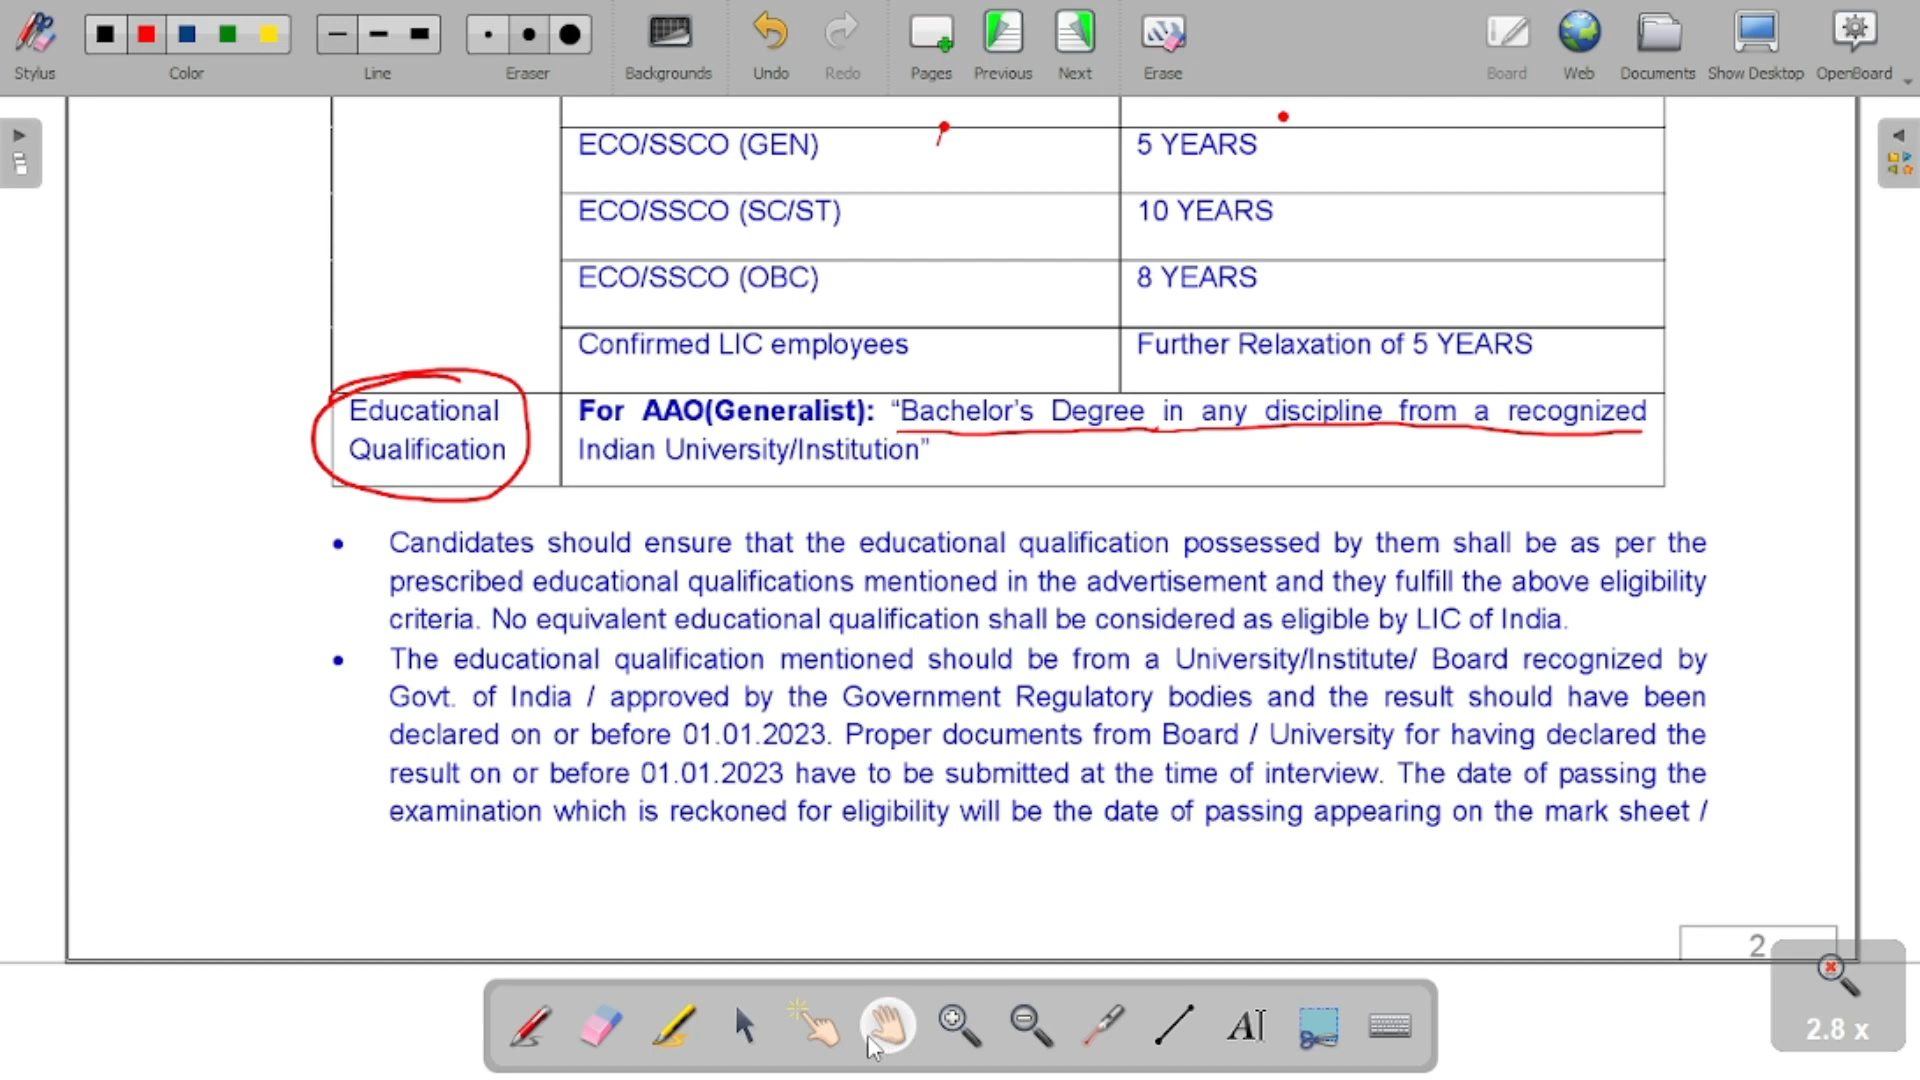 Stylus
Color
Line
Eraser
Backgrounds
Undo
Redo
Pages
Previous
Next
Erase
Board
Web
Documents
Show Desktop
OpenBoard
ECO/SSCO (GEN) 5 YEARS
ECO/SSCO (SC/ST) 10 YEARS
ECO/SSCO (OBC) 8 YEARS
Confirmed LIC employees Further Relaxation of 5 YEARS
Educational
Qualification
For AAO(Generalist): “Bachelor’s Degree in any discipline from a recognized
Indian University/Institution”
• Candidates should ensure that the educational qualification possessed by them shall be as per the
prescribed educational qualifications mentioned in the advertisement and they fulfill the above eligibility
criteria. No equivalent educational qualification shall be considered as eligible by LIC of India.
• The educational qualification mentioned should be from a University/Institute/ Board recognized by
Govt. of India / approved by the Government Regulatory bodies and the result should have been
declared on or before 01.01.2023. Proper documents from Board / University for having declared the
result on or before 01.01.2023 have to be submitted at the time of interview. The date of passing the
examination which is reckoned for eligibility will be the date of passing appearing on the mark sheet /
2
2.8 x